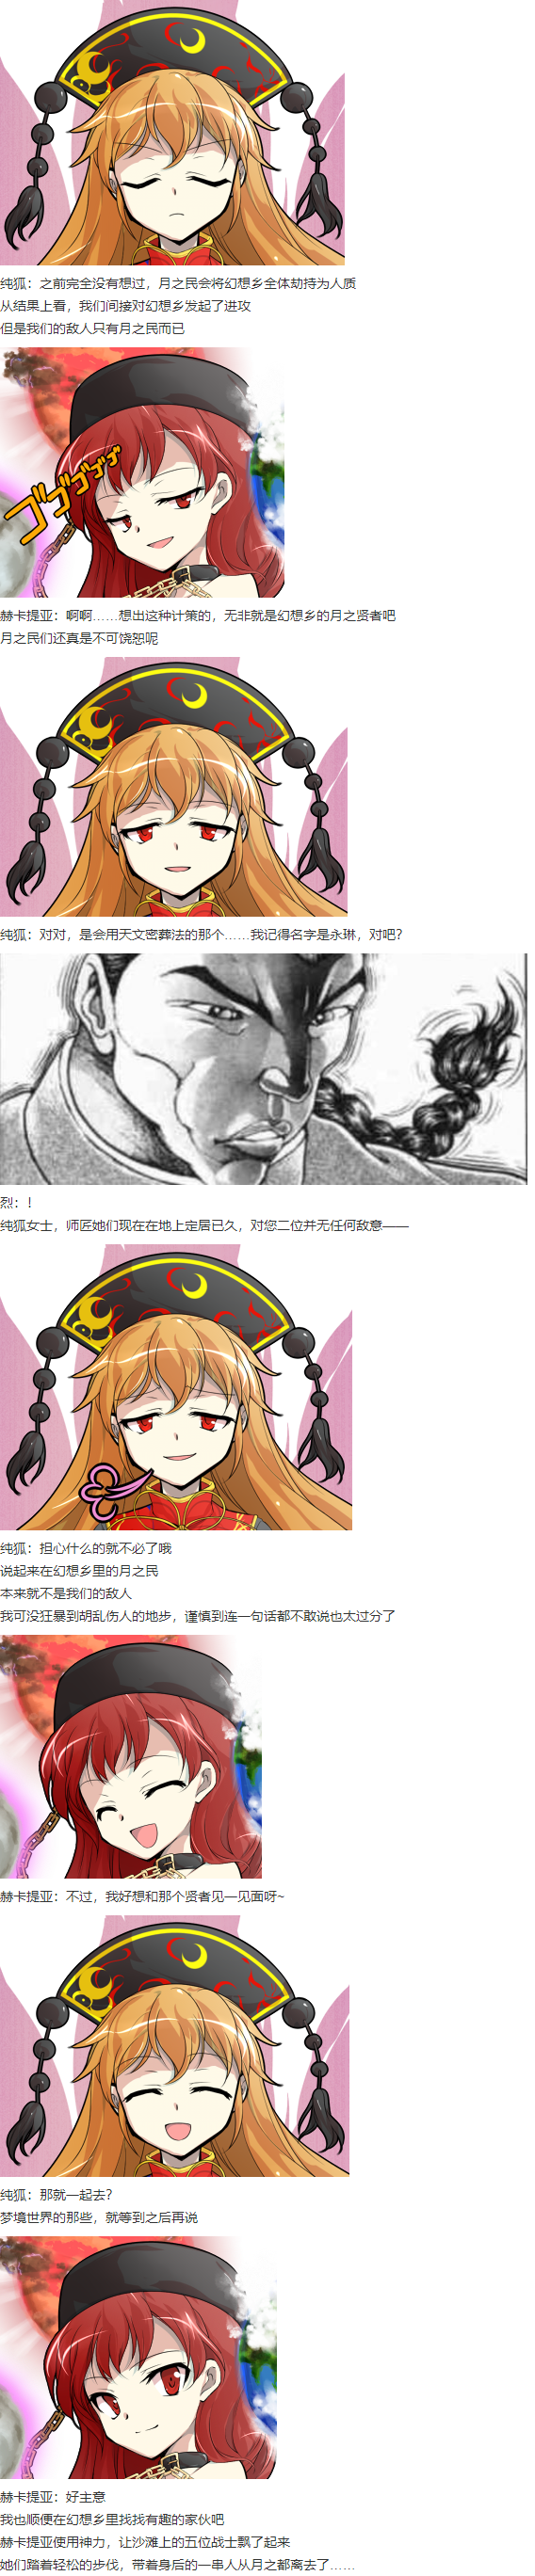 纯狐：之前完全没有想过，月之民会将幻想乡全体劫持为人质
从结果上看，我们间接对幻想乡发起了进攻
但是我们的敌人只有月之民而已
ゴゴゴゴゴゴ
赫卡提亚：啊啊……想出这种计策的，无非就是幻想乡的月之贤者吧
月之民们还真是不可饶恕呢
纯狐：对对，是会用天文密葬法的那个……我记得名字是永琳，对吧？
烈：！
纯狐女士，师匠她们现在在地上定居已久，对您二位并无任何敌意——
纯狐：担心什么的就不必了哦
说起来在幻想乡里的月之民
本来就不是我们的敌人
我可没狂暴到胡乱伤人的地步，谨慎到连一句话都不敢说也太过分了
赫卡提亚：不过，我好想和那个贤者见一见面呀~
纯狐：那就一起去？
梦境世界的那些，就等到之后再说
赫卡提亚：好主意
我也顺便在幻想乡里找找有趣的家伙吧
赫卡提亚使用神力，让沙滩上的五位战士飘了起来
她们踏着轻松的步伐，带着身后的一串人从月之都离去了……